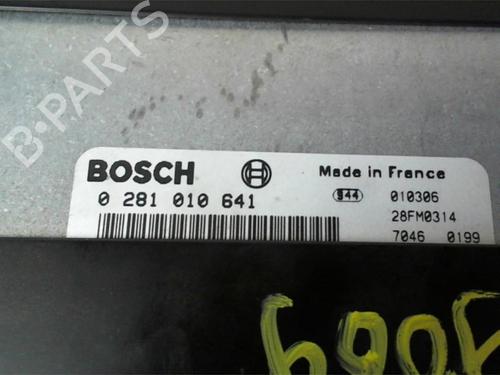 B-PARTS
BOSCH Made in France
0 281 010 641 S44 010306
28FM0314
7046 0199